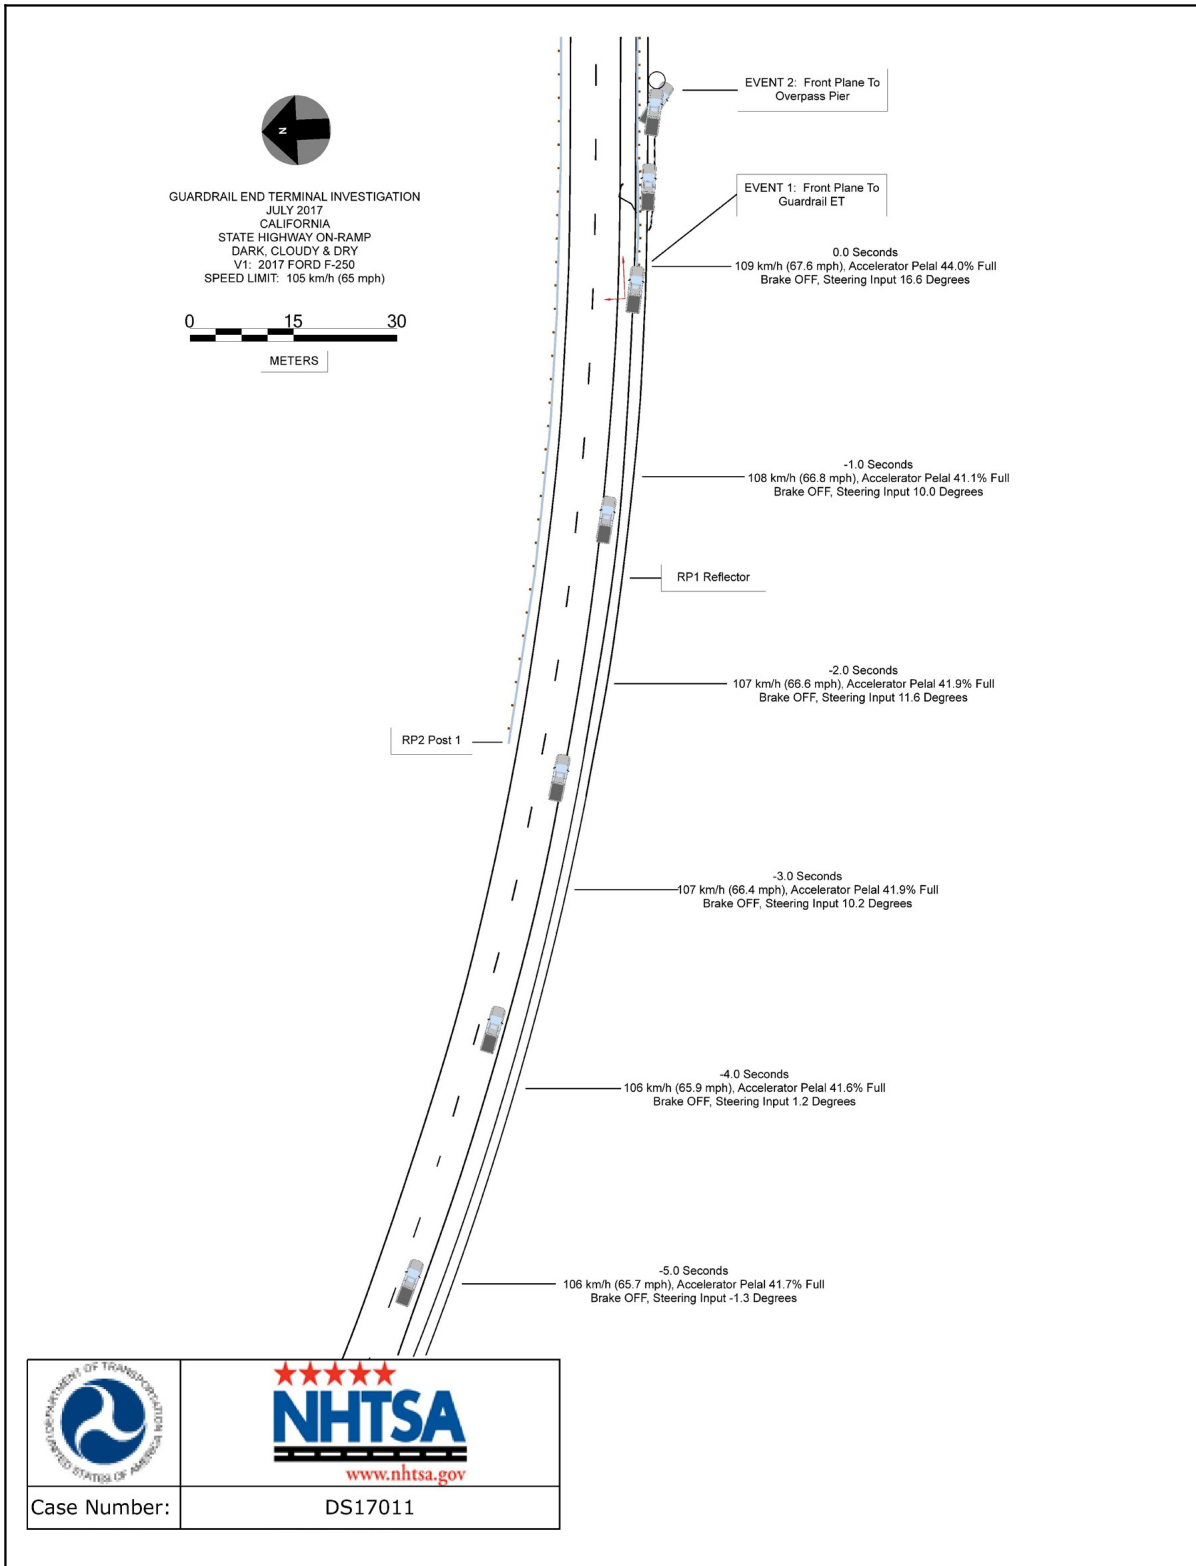 EVENT 2: Front Plane To
Overpass Pier
N
GUARDRAIL END TERMINAL INVESTIGATION
JULY 2017
CALIFORNIA
STATE HIGHWAY ON-RAMP
DARK, CLOUDY & DRY
V1: 2017 FORD F-250
SPEED LIMIT: 105 km/h (65 mph)
0 15 30
METERS
EVENT 1: Front Plane To
Guardrail ET
0.0 Seconds
109 km/h (67.6 mph), Accelerator Pelal 44.0% Full
Brake OFF, Steering Input 16.6 Degrees
-1.0 Seconds
108 km/h (66.8 mph), Accelerator Pelal 41.1% Full
Brake OFF, Steering Input 10.0 Degrees
RP1 Reflector
-2.0 Seconds
107 km/h (66.6 mph), Accelerator Pelal 41.9% Full
Brake OFF, Steering Input 11.6 Degrees
RP2 Post 1
-3.0 Seconds
107 km/h (66.4 mph), Accelerator Pelal 41.9% Full
Brake OFF, Steering Input 10.2 Degrees
-4.0 Seconds
106 km/h (65.9 mph), Accelerator Pelal 41.6% Full
Brake OFF, Steering Input 1.2 Degrees
-5.0 Seconds
106 km/h (65.7 mph), Accelerator Pelal 41.7% Full
Brake OFF, Steering Input -1.3 Degrees
DEPARTMENT OF TRANSPORTATION
UNITED STATES OF AMERICA
NHTSA
www.nhtsa.gov
Case Number: DS17011